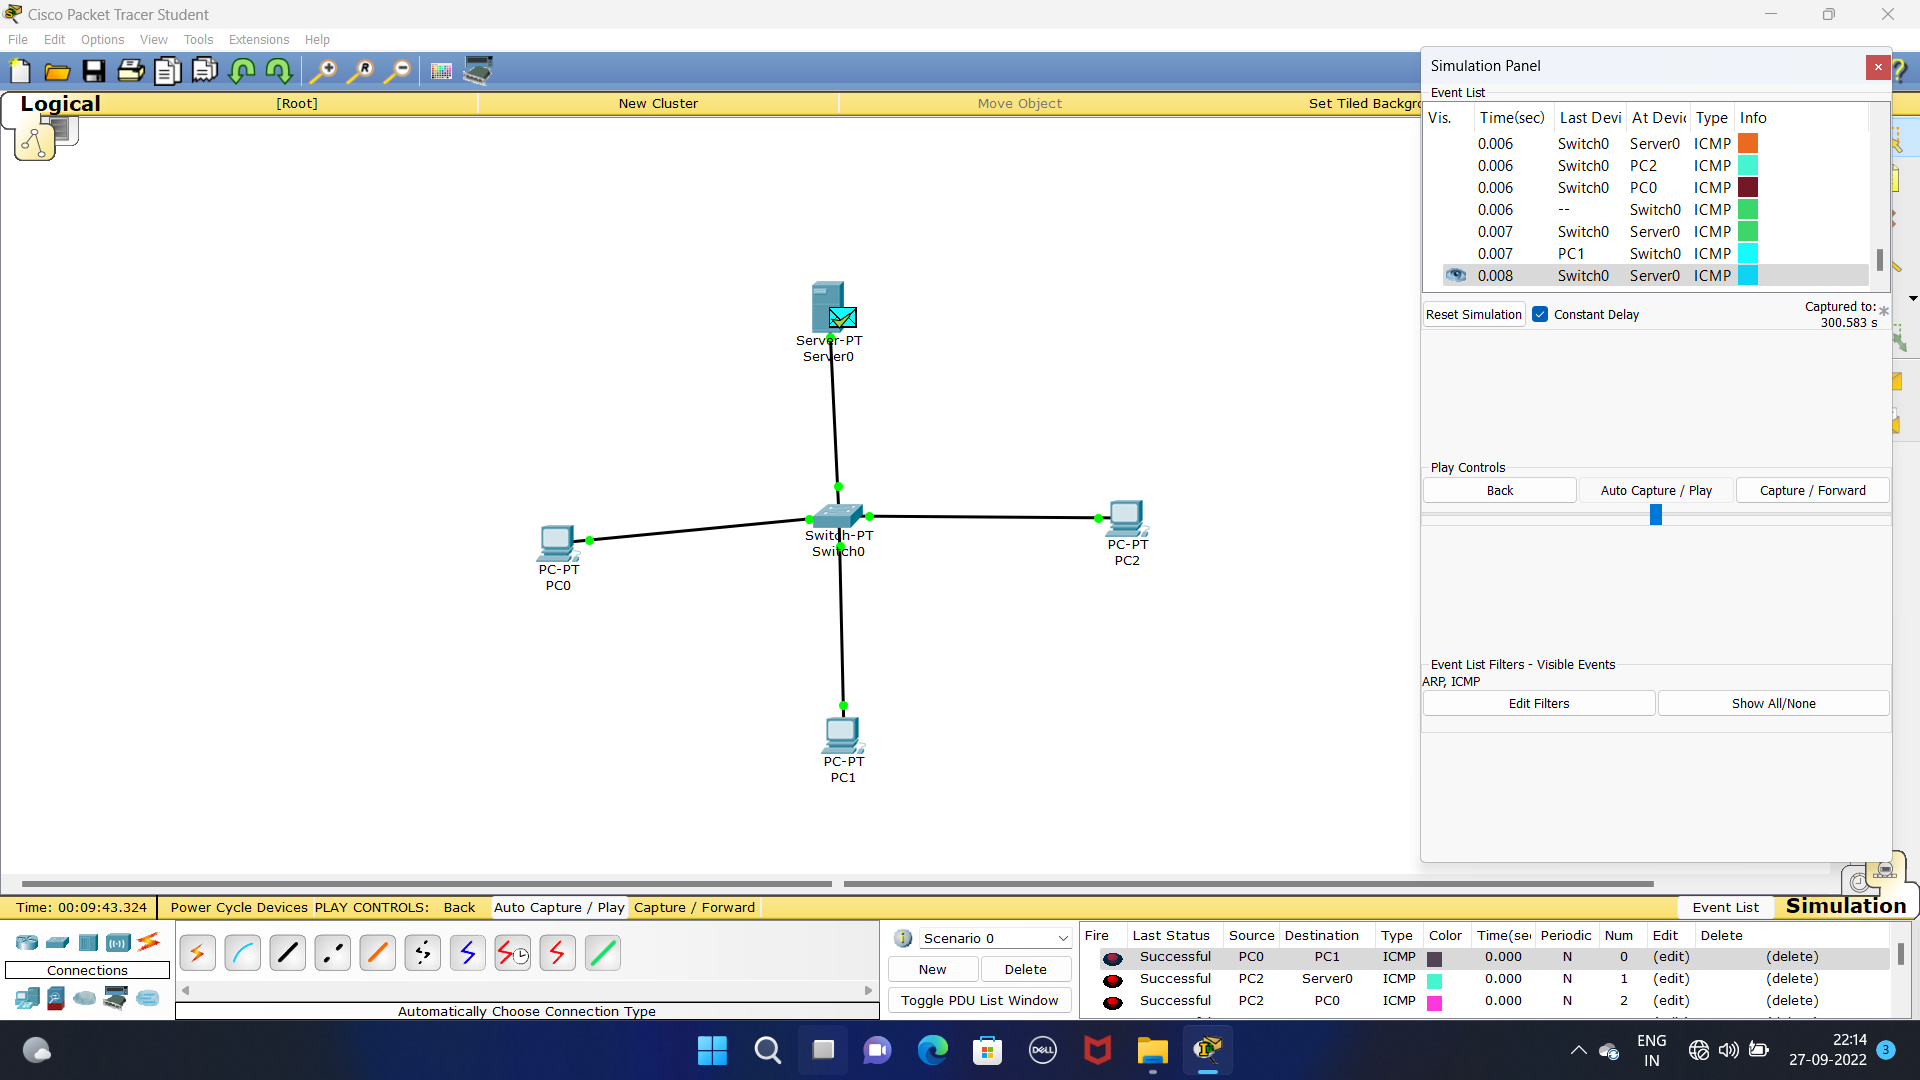 Cisco Packet Tracer Student
File Edit Options View Tools Extensions Help
Logical [Root] New Cluster Move Object Set Tiled Backgro
Simulation Panel
Event List
Vis. Time(sec) Last Devi At Devic Type Info
0.006 Switch0 Server0 ICMP
0.006 Switch0 PC2 ICMP
0.006 Switch0 PC0 ICMP
0.006 -- Switch0 ICMP
0.007 Switch0 Server0 ICMP
0.007 PC1 Switch0 ICMP
0.008 Switch0 Server0 ICMP
Reset Simulation Constant Delay Captured to: *
300.583 s
Play Controls
Back Auto Capture / Play Capture / Forward
Event List Filters - Visible Events
ARP, ICMP
Edit Filters Show All/None
Server-PT
Server0
Switch-PT
Switch0
PC-PT
PC2
PC-PT
PC0
PC-PT
PC1
Time: 00:09:43.324 Power Cycle Devices PLAY CONTROLS: Back Auto Capture / Play Capture / Forward Event List Simulation
Connections
Automatically Choose Connection Type
Scenario 0
New Delete
Toggle PDU List Window
Fire Last Status Source Destination Type Color Time(sec Periodic Num Edit Delete
Successful PC0 PC1 ICMP 0.000 N 0 (edit) (delete)
Successful PC2 Server0 ICMP 0.000 N 1 (edit) (delete)
Successful PC2 PC0 ICMP 0.000 N 2 (edit) (delete)
DELL
ENG
IN
22:14
27-09-2022
3